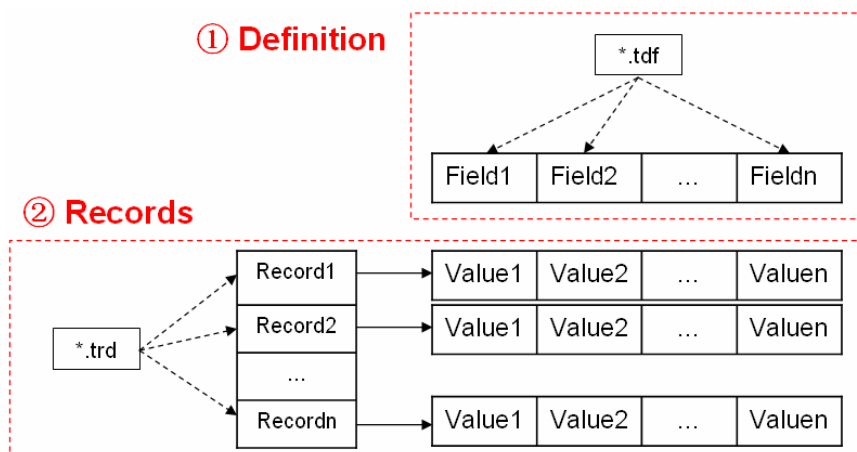 ① Definition
*.tdf
Field1 Field2 ... Fieldn
② Records
Record1 Value1 Value2 ... Valuen
Record2 Value1 Value2 ... Valuen
*.trd
...
Recordn Value1 Value2 ... Valuen